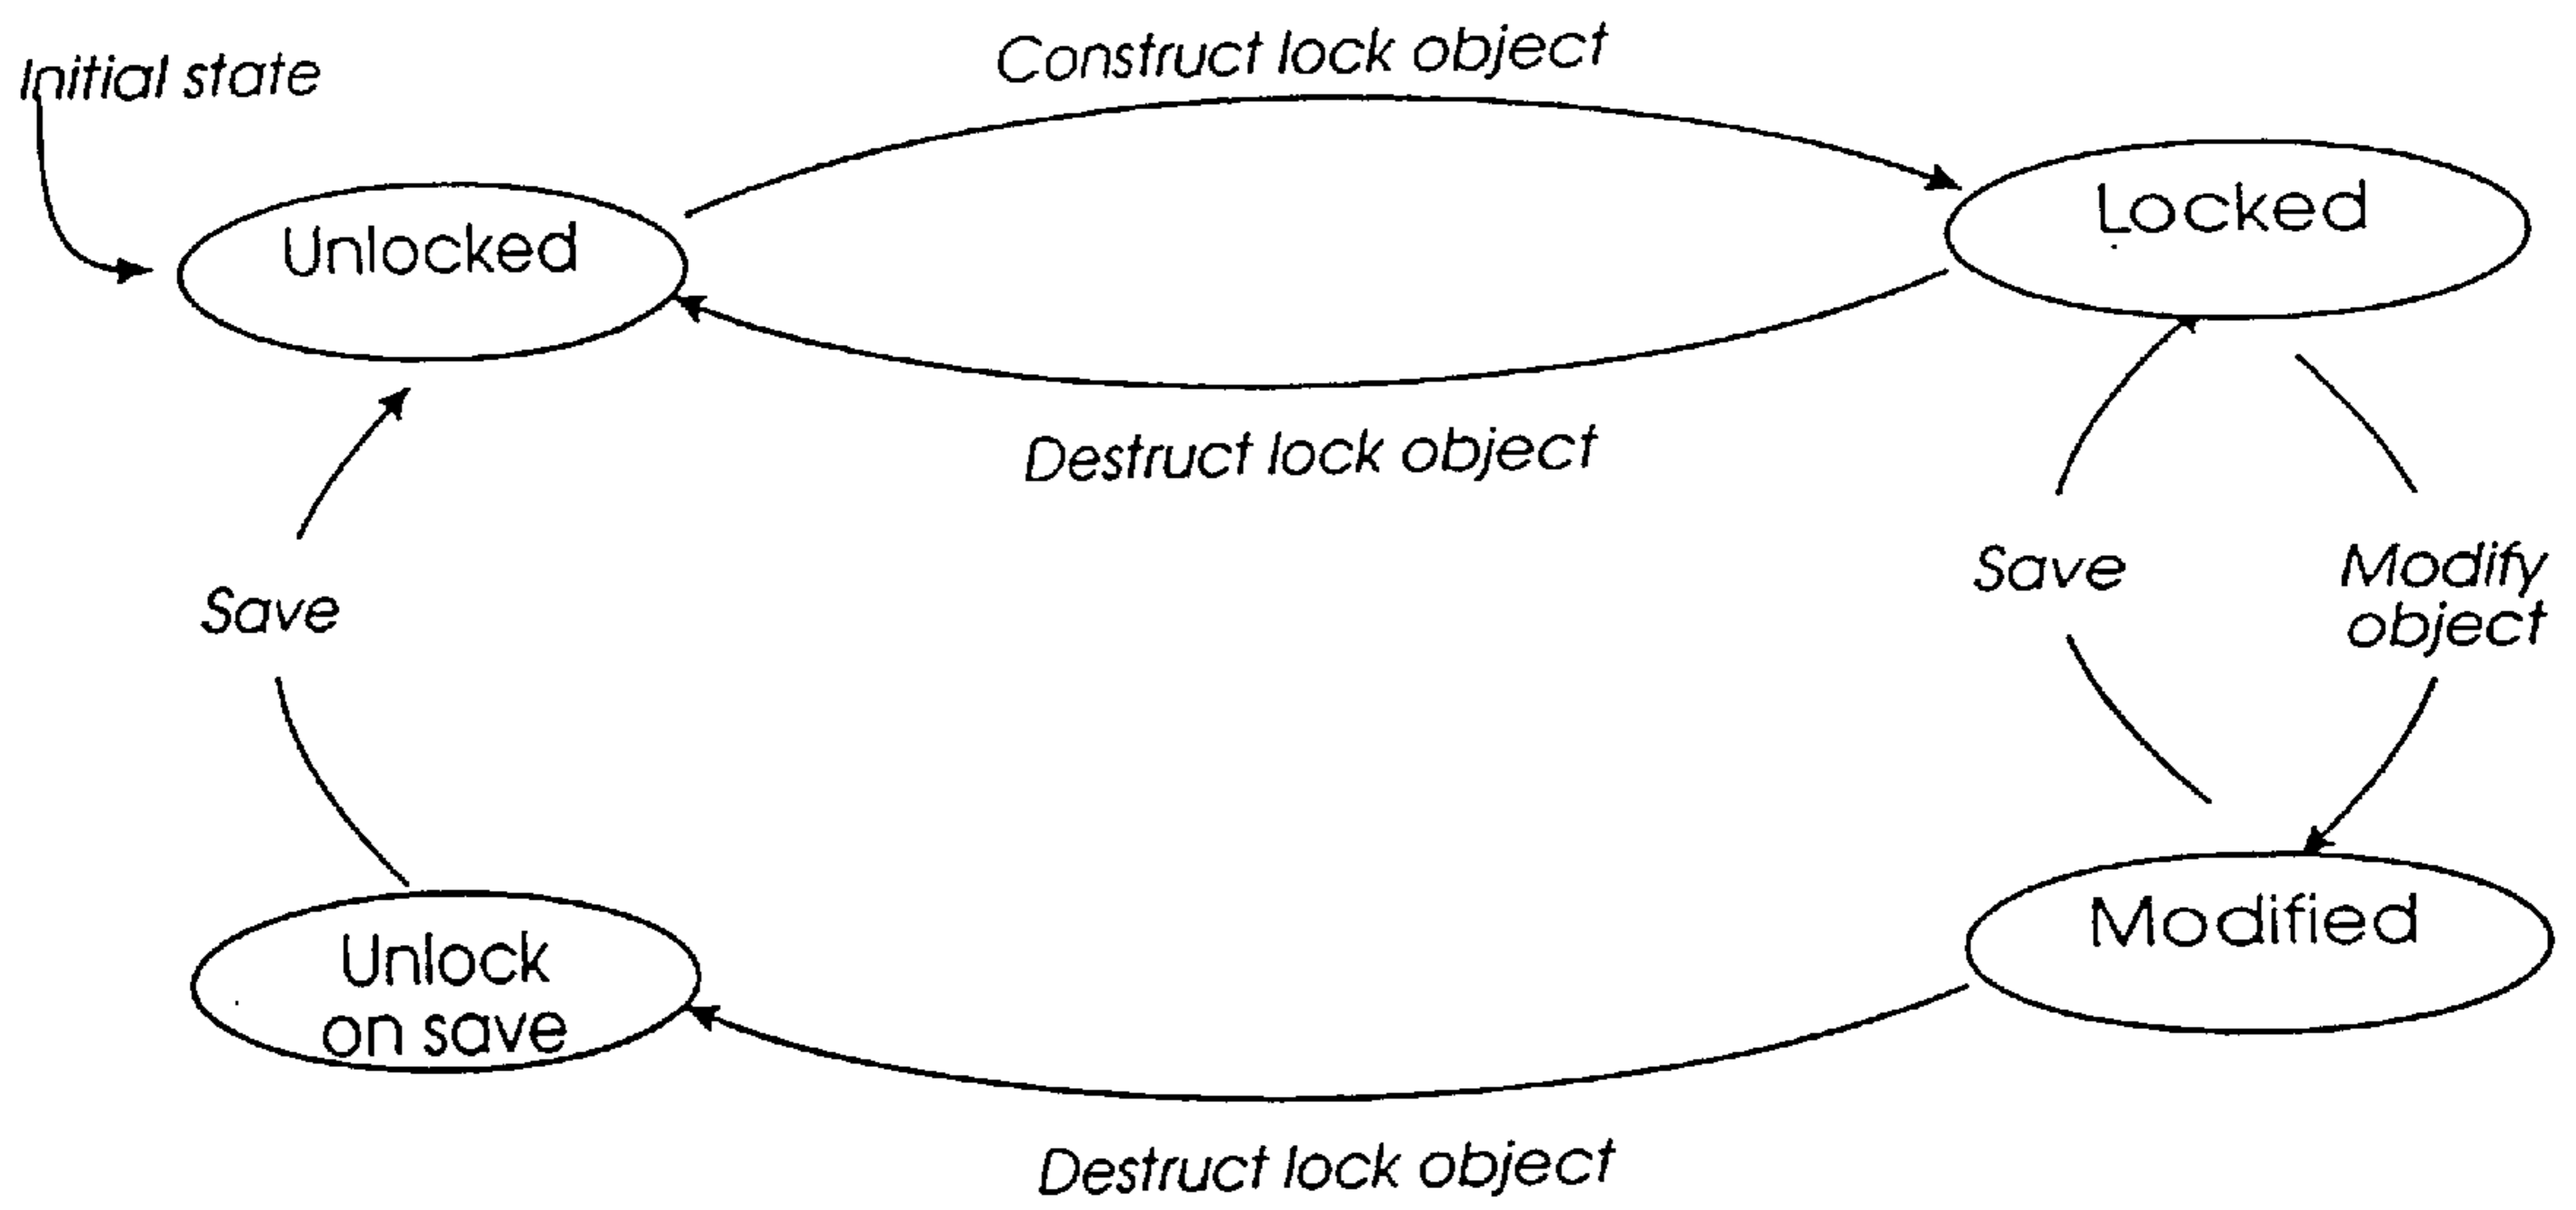 Construct lock object
Initial state
Unlocked
Locked
Destruct lock object
Save
Save
Modify
object
Unlock
on save
Modified
Destruct lock object